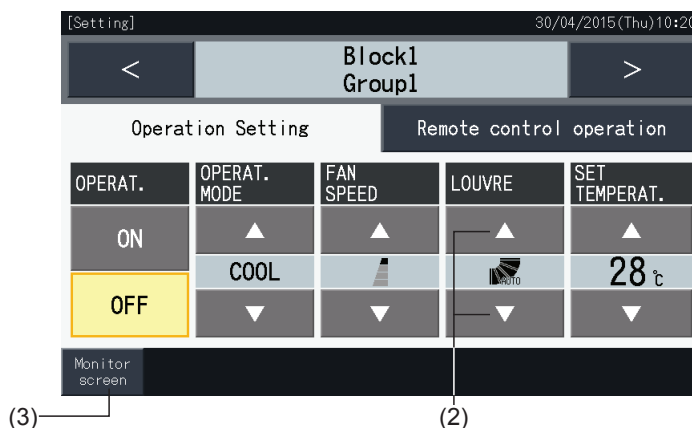 [Setting]
30/04/2015(Thu)10:20
<
Block1
Group1
>
Operation Setting
Remote control operation
OPERAT.
OPERAT.
MODE
FAN
SPEED
LOUVRE
SET
TEMPERAT.
ON
OFF
COOL
AUTO
28℃
Monitor
screen
(3)
(2)